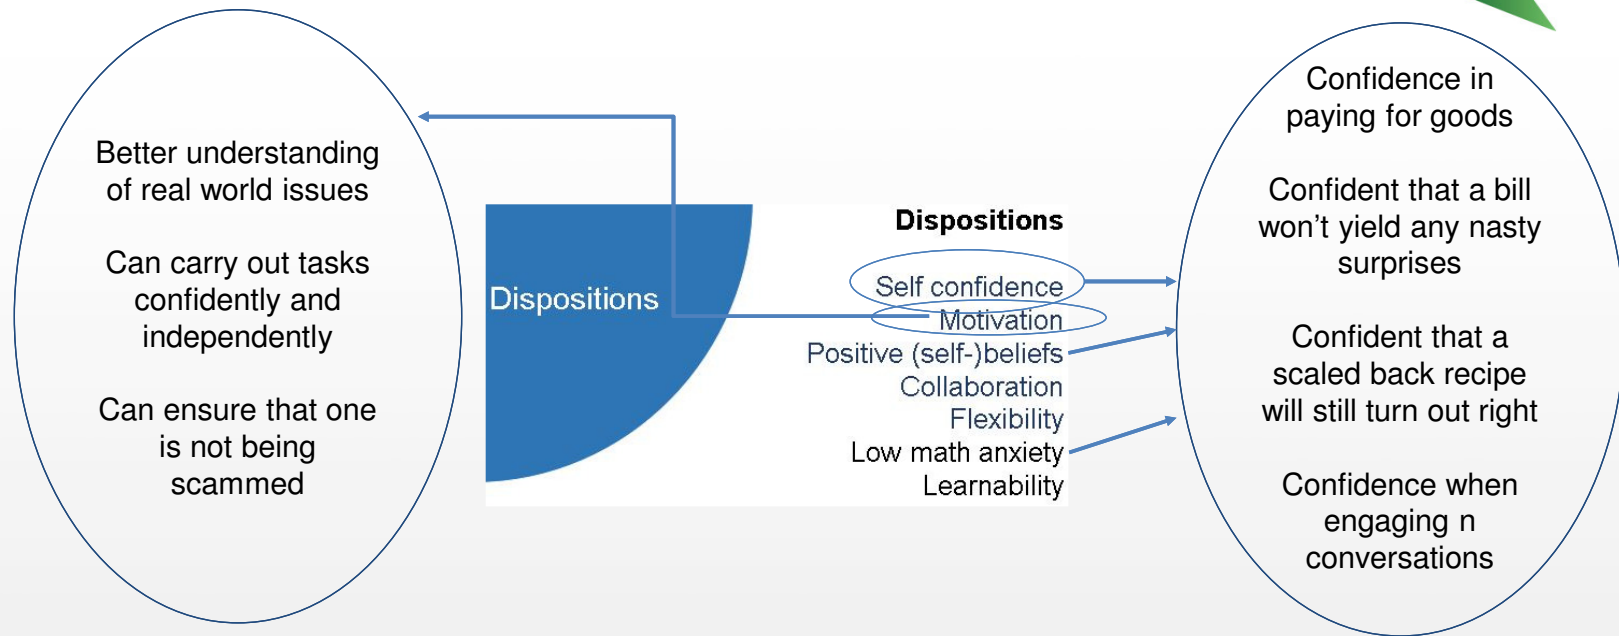 Better understanding
of real world issues
Can carry out tasks
confidently and
independently
Can ensure that one
is not being
scammed
Dispositions
Dispositions
Self confidence
Motivation
Positive (self-)beliefs
Collaboration
Flexibility
Low math anxiety
Learnability
Confidence in
paying for goods
Confident that a bill
won’t yield any nasty
surprises
Confident that a
scaled back recipe
will still turn out right
Confidence when
engaging n
conversations